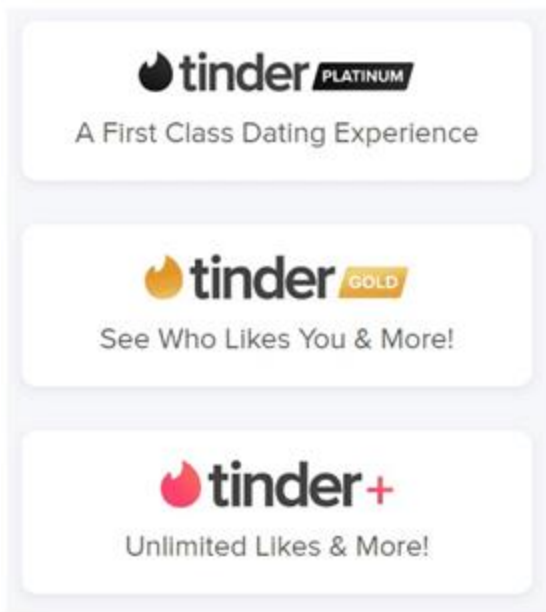 tinder PLATINUM
A First Class Dating Experience
tinder GOLD
See Who Likes You & More!
tinder+
Unlimited Likes & More!